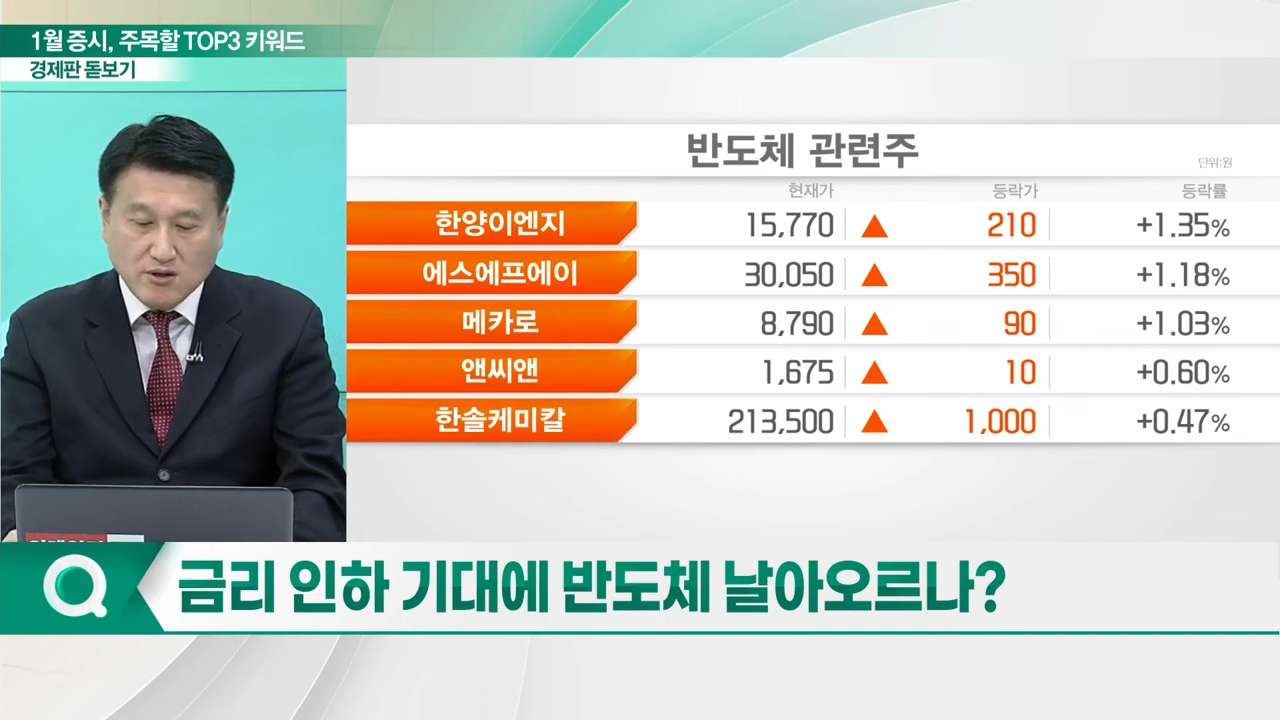 1월 증시, 주목할 TOP3 키워드
경제판 돋보기
반도체 관련주
단위:원
현재가 등락가 등락률
한양이엔지 15,770 ▲ 210 +1.35%
에스에프에이 30,050 ▲ 350 +1.18%
메카로 8,790 ▲ 90 +1.03%
앤씨앤 1,675 ▲ 10 +0.60%
한솔케미칼 213,500 ▲ 1,000 +0.47%
금리 인하 기대에 반도체 날아오르나?